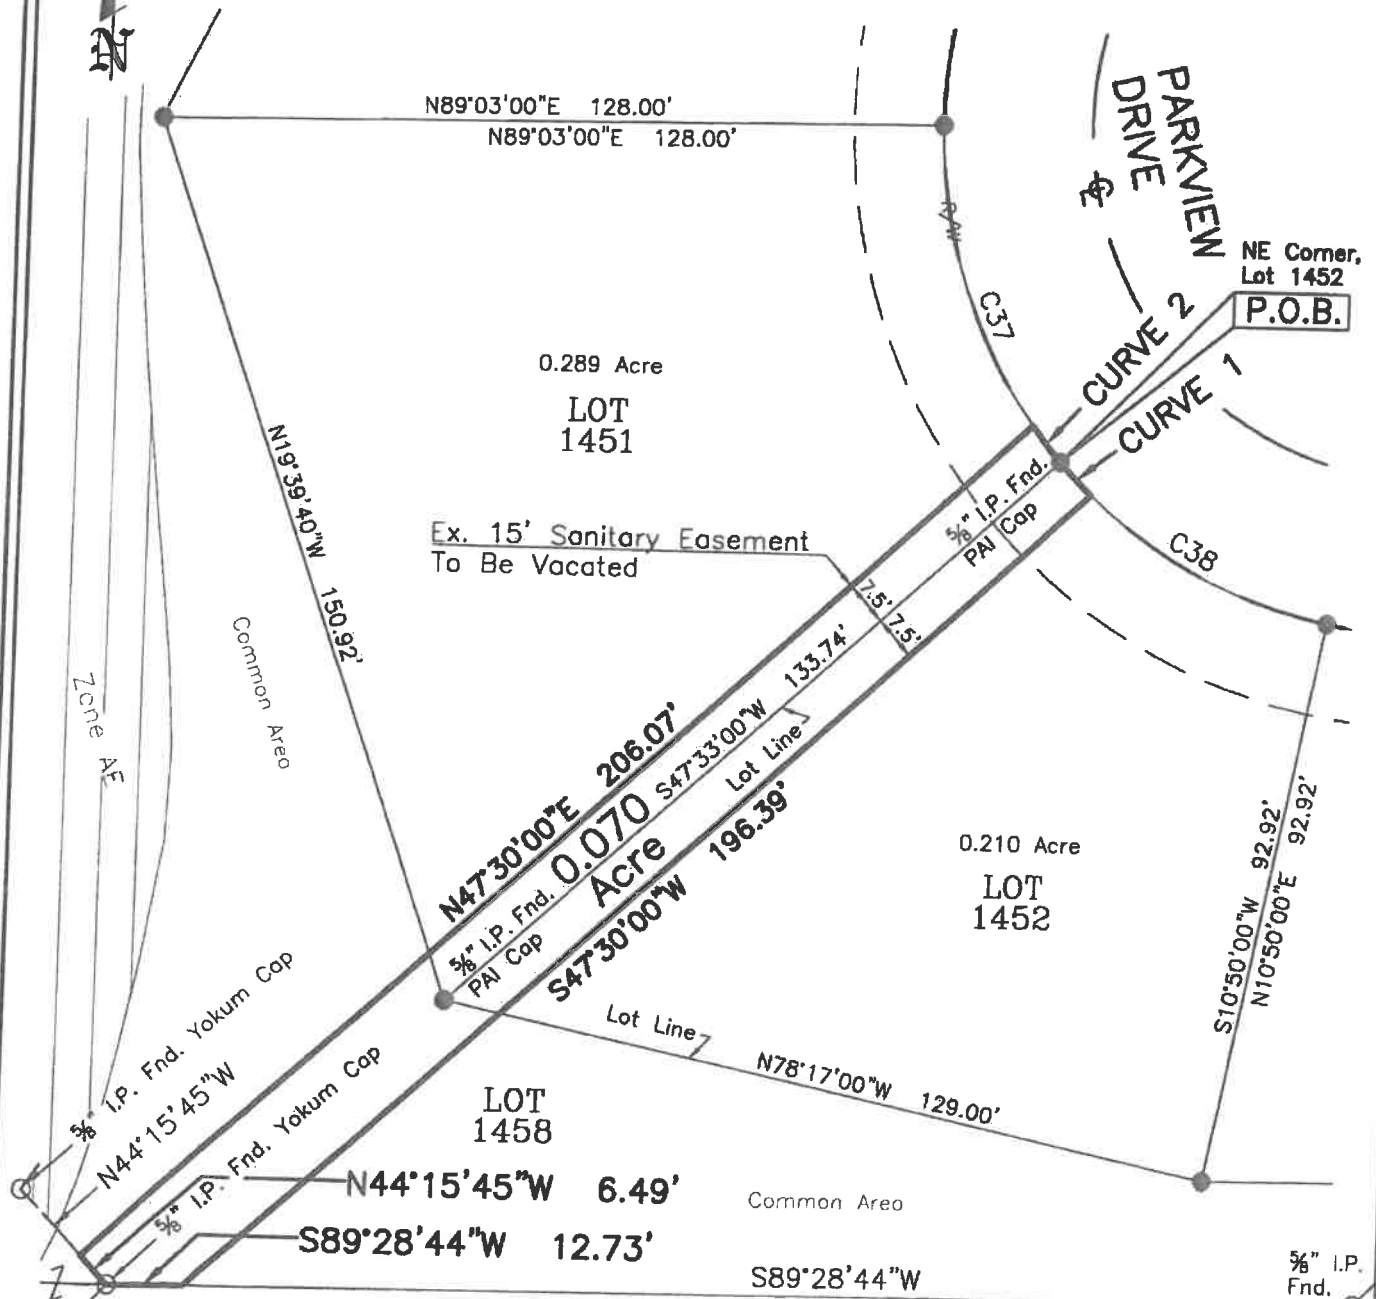 N
N89°03'00"E 128.00'
N89°03'00"E 128.00'
PARKVIEW
DRIVE
R/W
C37
NE Corner,
Lot 1452
P.O.B.
CURVE 2
CURVE 1
0.289 Acre
LOT
1451
N19°39'40"W 150.92'
Ex. 15' Sanitary Easement
To Be Vacated
⅝" I.P. Fnd.
PAI Cap
C38
7.5'
7.5'
Common Area
Zone AE
N47°30'00"E 206.07'
S47°33'00"W 133.74'
Lot Line
0.070
Acre
⅝" I.P. Fnd.
PAI Cap
S47°30'00"W 196.39'
0.210 Acre
LOT
1452
S10°50'00"W 92.92'
N10°50'00"E 92.92'
Lot Line
N78°17'00"W 129.00'
⅝" I.P. Fnd. Yokum Cap
N44°15'45"W
⅝" I.P. Fnd. Yokum Cap
LOT
1458
N44°15'45"W 6.49'
S89°28'44"W 12.73'
Common Area
S89°28'44"W
⅝" I.P.
Fnd.